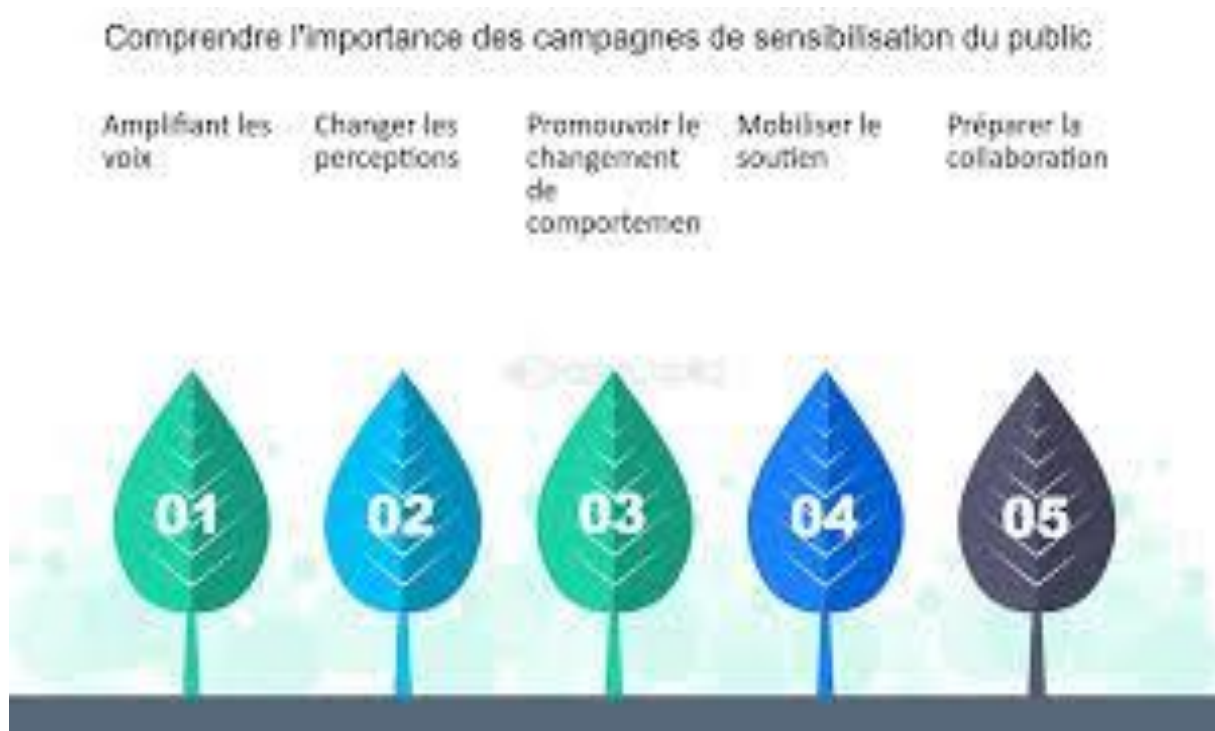 Comprendre l'importance des campagnes de sensibilisation du public
Amplifiant les
voix
Changer les
perceptions
Promouvoir le
changement
de
comportemen
Mobiliser le
soutien
Préparer la
collaboration
01
02
03
04
05